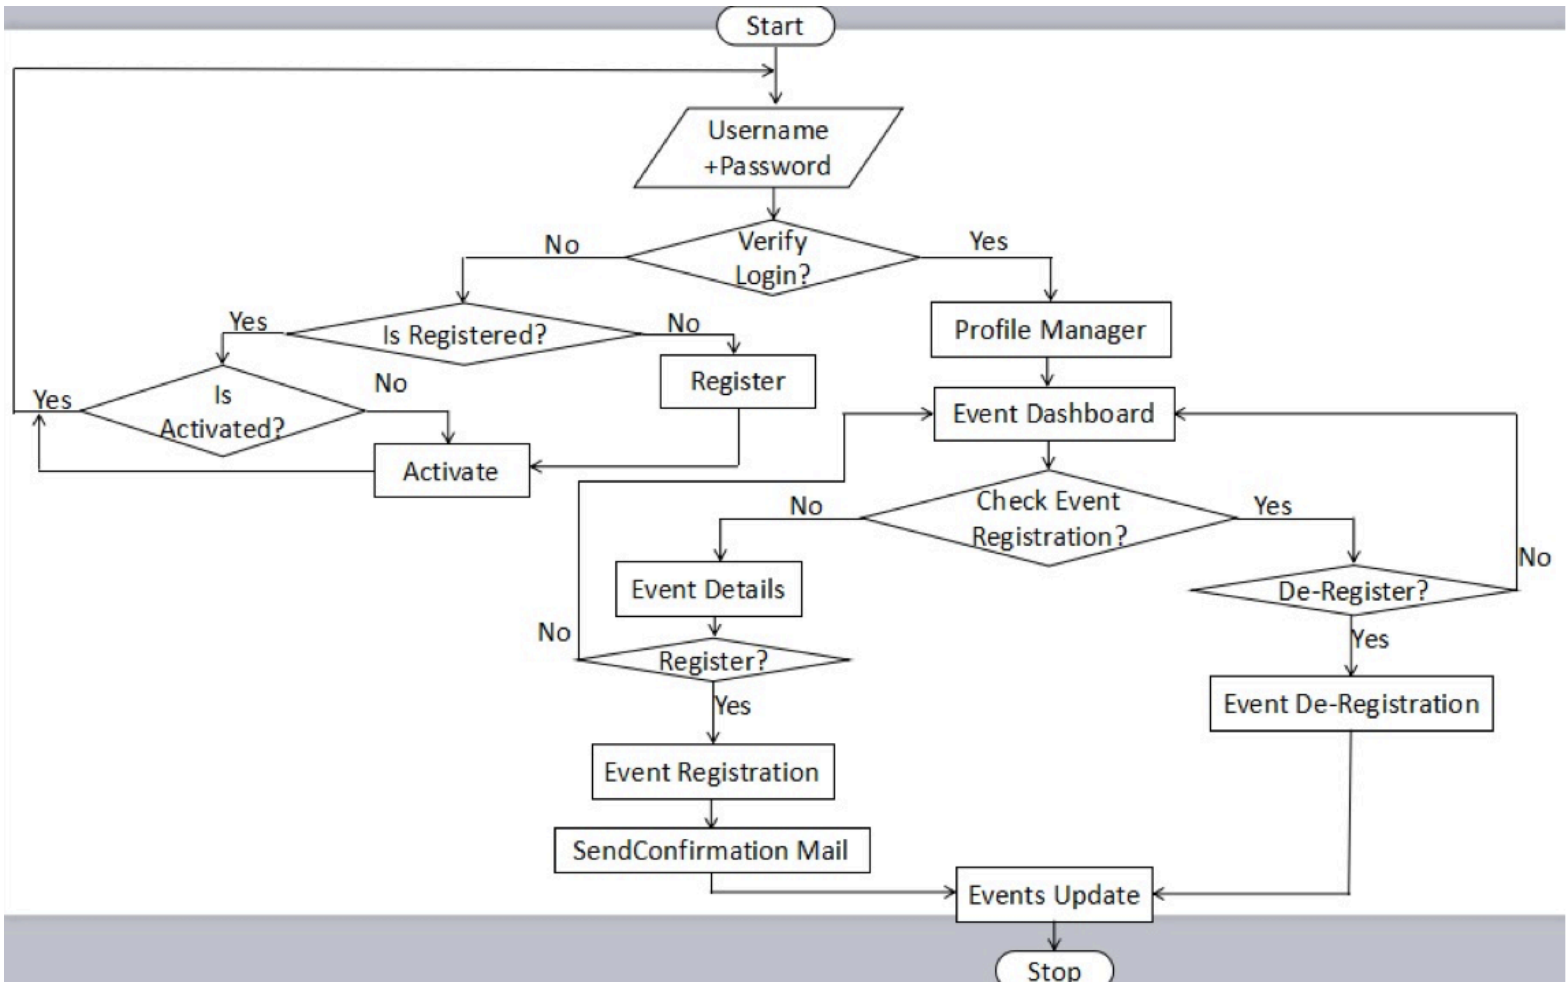 Start
Username
+Password
Verify
Login?
No
Yes
Is Registered?
Yes
No
Profile Manager
Register
Is
Activated?
Yes
No
Event Dashboard
Activate
Check Event
Registration?
No
Yes
Event Details
De-Register?
No
Register?
No
Yes
Yes
Event De-Registration
Event Registration
SendConfirmation Mail
Events Update
Stop